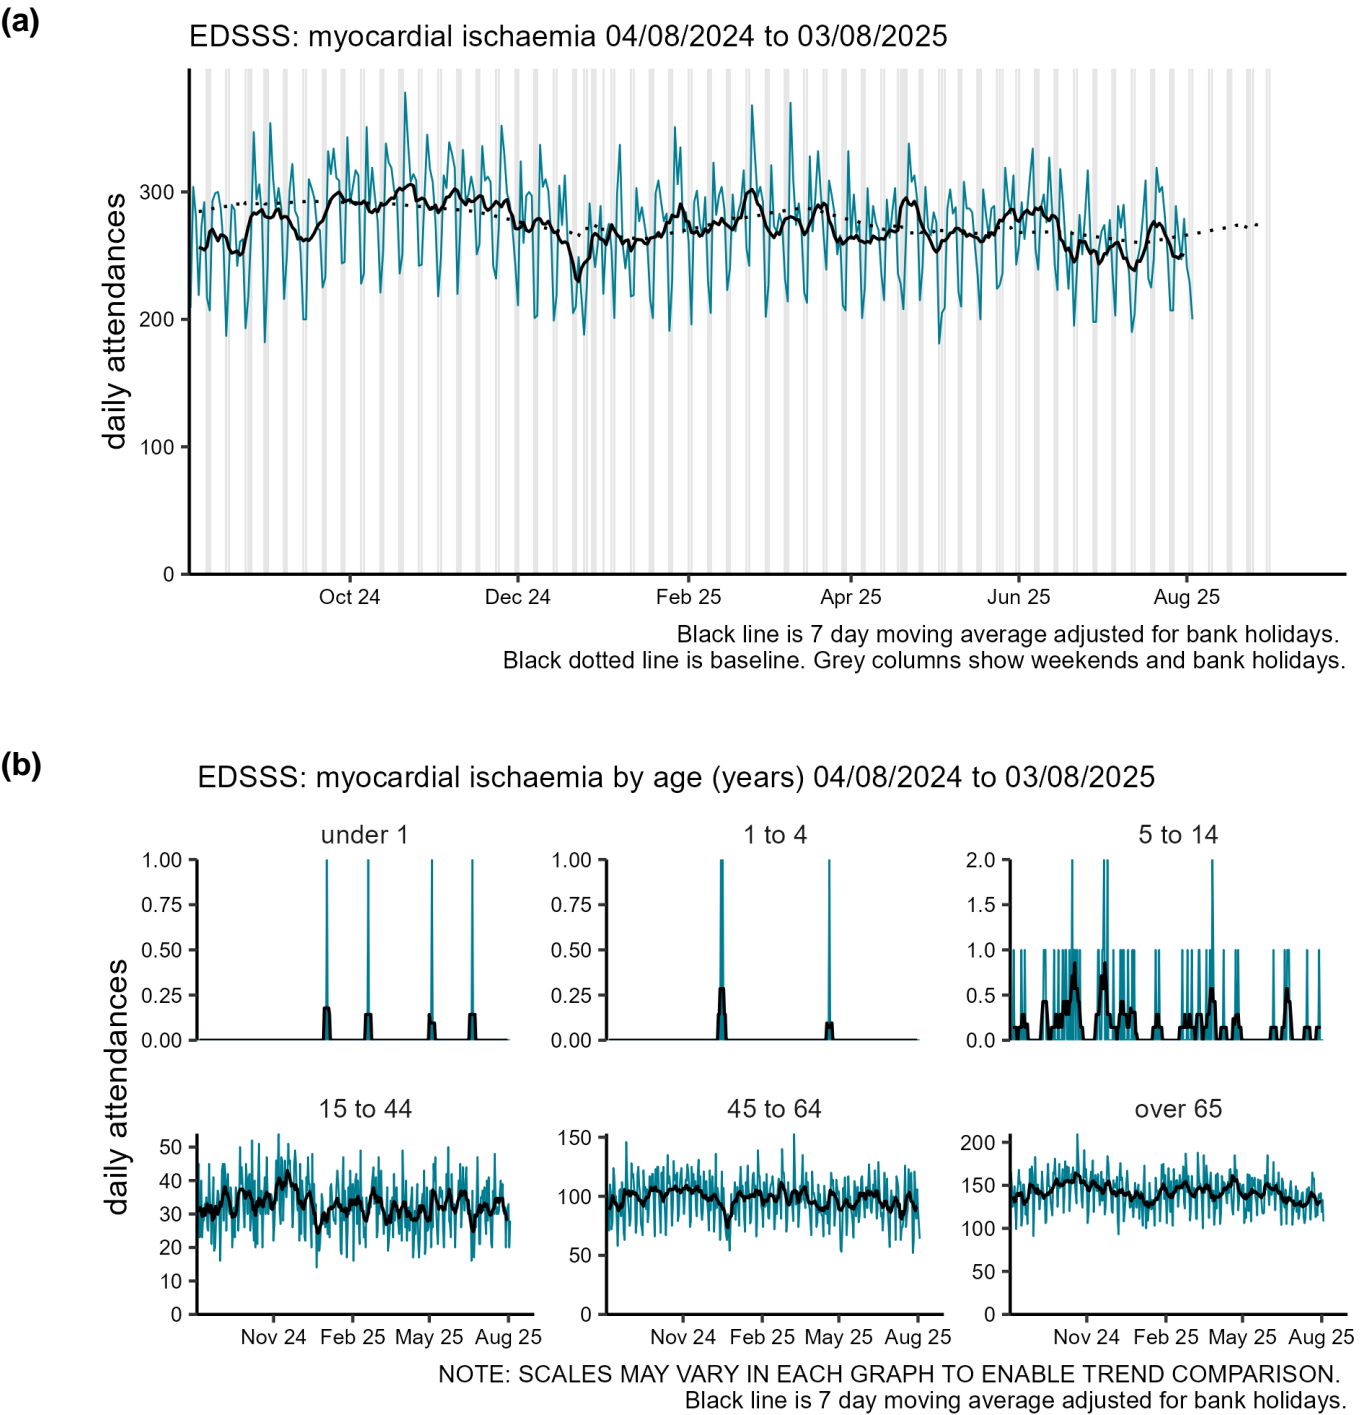 (a)
EDSSS: myocardial ischaemia 04/08/2024 to 03/08/2025
daily attendances
300
200
100
0
Oct 24 Dec 24 Feb 25 Apr 25 Jun 25 Aug 25
Black line is 7 day moving average adjusted for bank holidays.
Black dotted line is baseline. Grey columns show weekends and bank holidays.
(b)
EDSSS: myocardial ischaemia by age (years) 04/08/2024 to 03/08/2025
daily attendances
under 1
1.00
0.75
0.50
0.25
0.00
1 to 4
1.00
0.75
0.50
0.25
0.00
5 to 14
2.0
1.5
1.0
0.5
0.0
15 to 44
50
40
30
20
10
0
Nov 24 Feb 25 May 25 Aug 25
45 to 64
150
100
50
0
Nov 24 Feb 25 May 25 Aug 25
over 65
200
150
100
50
0
Nov 24 Feb 25 May 25 Aug 25
NOTE: SCALES MAY VARY IN EACH GRAPH TO ENABLE TREND COMPARISON.
Black line is 7 day moving average adjusted for bank holidays.